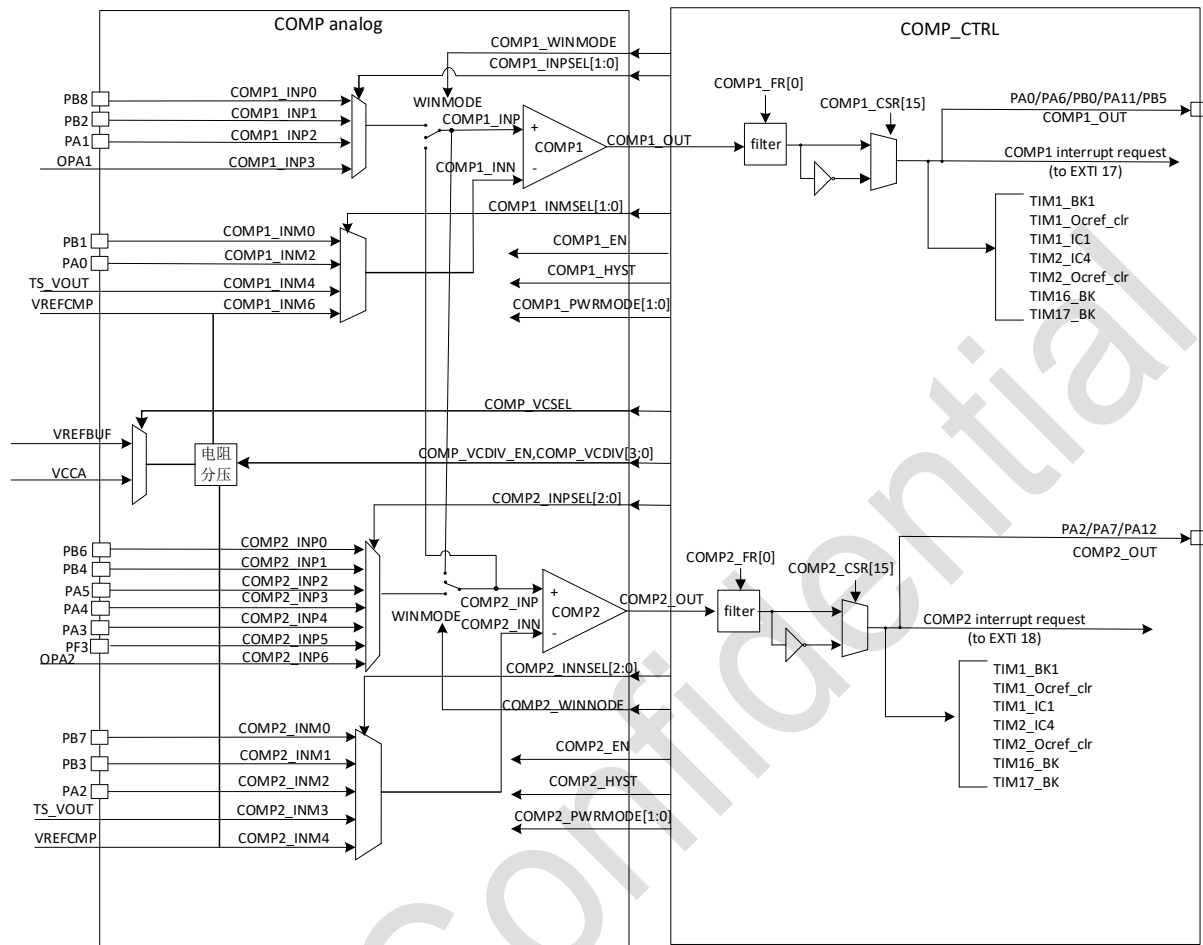 COMP analog
COMP_CTRL
COMP1_WINMODE
COMP1_INPSEL[1:0]
PB8
COMP1_INP0
WINMODE
PB2
COMP1_INP1
COMP1_INP
PA1
COMP1_INP2
OPA1
COMP1_INP3
+
-
COMP1
COMP1_OUT
COMP1_INN
COMP1_FR[0]
filter
COMP1_CSR[15]
PA0/PA6/PB0/PA11/PB5
COMP1_OUT
COMP1 interrupt request
(to EXTI 17)
TIM1_BK1
TIM1_Ocref_clr
TIM1_IC1
TIM2_IC4
TIM2_Ocref_clr
TIM16_BK
TIM17_BK
COMP1_INMSEL[1:0]
PB1
COMP1_INM0
PA0
COMP1_INM2
TS_VOUT
COMP1_INM4
VREFCMP
COMP1_INM6
COMP1_EN
COMP1_HYST
COMP1_PWRMODE[1:0]
COMP_VCSEL
VREFBUF
VCCA
电阻
分压
COMP_VCDIV_EN,COMP_VCDIV[3:0]
COMP2_INPSEL[2:0]
PB6
COMP2_INP0
PB4
COMP2_INP1
PA5
COMP2_INP2
PA4
COMP2_INP3
PA3
COMP2_INP4
PF3
COMP2_INP5
OPA2
COMP2_INP6
WINMODE
COMP2_INP
COMP2_INN
+
-
COMP2
COMP2_OUT
COMP2_FR[0]
filter
COMP2_CSR[15]
PA2/PA7/PA12
COMP2_OUT
COMP2 interrupt request
(to EXTI 18)
TIM1_BK1
TIM1_Ocref_clr
TIM1_IC1
TIM2_IC4
TIM2_Ocref_clr
TIM16_BK
TIM17_BK
COMP2_INNSEL[2:0]
COMP2_WINNODE
PB7
COMP2_INM0
PB3
COMP2_INM1
PA2
COMP2_INM2
TS_VOUT
COMP2_INM3
VREFCMP
COMP2_INM4
COMP2_EN
COMP2_HYST
COMP2_PWRMODE[1:0]
Confidential